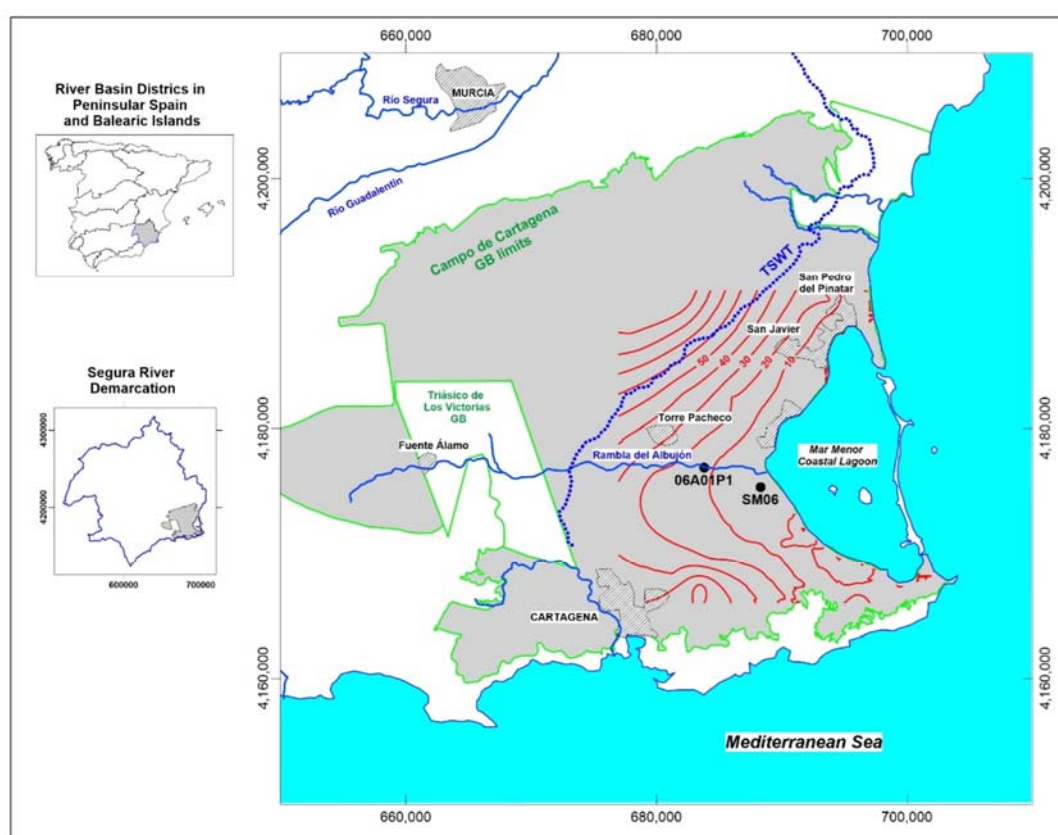 River Basin Districs in
Peninsular Spain
and Balearic Islands
Segura River
Demarcation
4300000
4200000
600000
700000
660,000
680,000
700,000
4,200,000
4,180,000
4,160,000
4,200,000
4,180,000
4,160,000
Río Segura
MURCIA
Río Guadalentín
Campo de Cartagena
GB limits
TSWT
San Pedro
del Pinatar
San Javier
50
40
30
20
10
Triásico de
Los Victorias
GB
Fuente Álamo
Torre Pacheco
Rambla del Albujón
Mar Menor
Coastal Lagoon
06A01P1
SM06
CARTAGENA
Mediterranean Sea
660,000
680,000
700,000